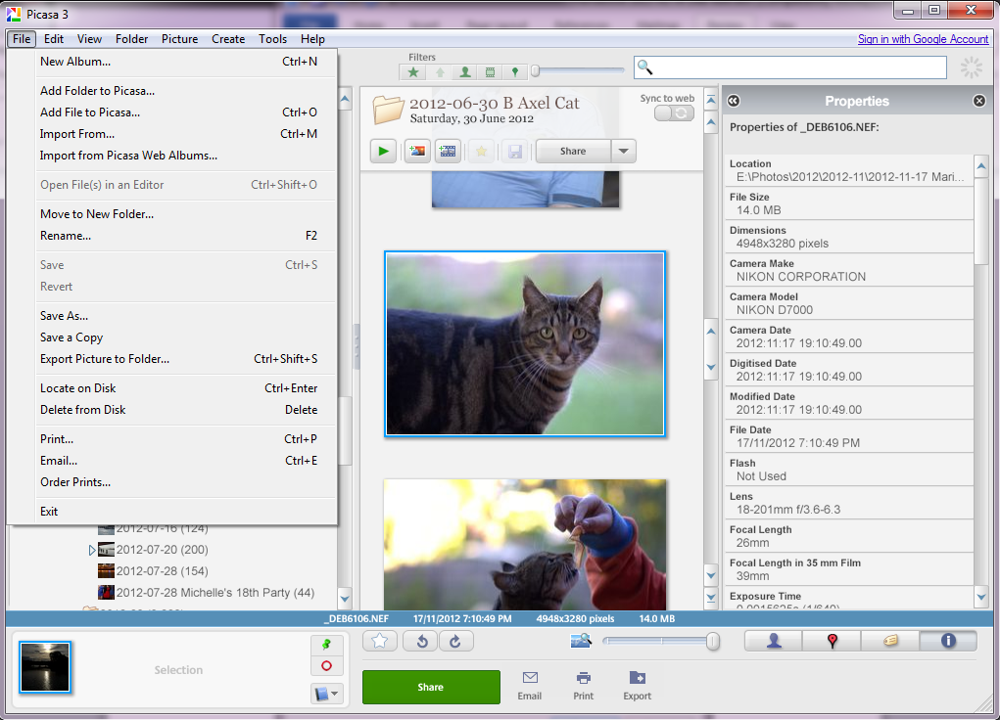 Picasa 3
File Edit View Folder Picture Create Tools Help
Sign in with Google Account
New Album... Ctrl+N
Add Folder to Picasa...
Add File to Picasa... Ctrl+O
Import From... Ctrl+M
Import from Picasa Web Albums...
Open File(s) in an Editor Ctrl+Shift+O
Move to New Folder...
Rename... F2
Save Ctrl+S
Revert
Save As...
Save a Copy
Export Picture to Folder... Ctrl+Shift+S
Locate on Disk Ctrl+Enter
Delete from Disk Delete
Print... Ctrl+P
Email... Ctrl+E
Order Prints...
Exit
2012-07-16 (124)
2012-07-20 (200)
2012-07-28 (154)
2012-07-28 Michelle's 18th Party (44)
Filters
2012-06-30 B Axel Cat
Saturday, 30 June 2012
Sync to web
Share
Properties
Properties of _DEB6106.NEF:
Location
E:\Photos\2012\2012-11\2012-11-17 Mari...
File Size
14.0 MB
Dimensions
4948x3280 pixels
Camera Make
NIKON CORPORATION
Camera Model
NIKON D7000
Camera Date
2012:11:17 19:10:49.00
Digitised Date
2012:11:17 19:10:49.00
Modified Date
2012:11:17 19:10:49.00
File Date
17/11/2012 7:10:49 PM
Flash
Not Used
Lens
18-201mm f/3.6-6.3
Focal Length
26mm
Focal Length in 35 mm Film
39mm
Exposure Time
0.0015625s (1/640)
_DEB6106.NEF 17/11/2012 7:10:49 PM 4948x3280 pixels 14.0 MB
Selection
Share
Email
Print
Export